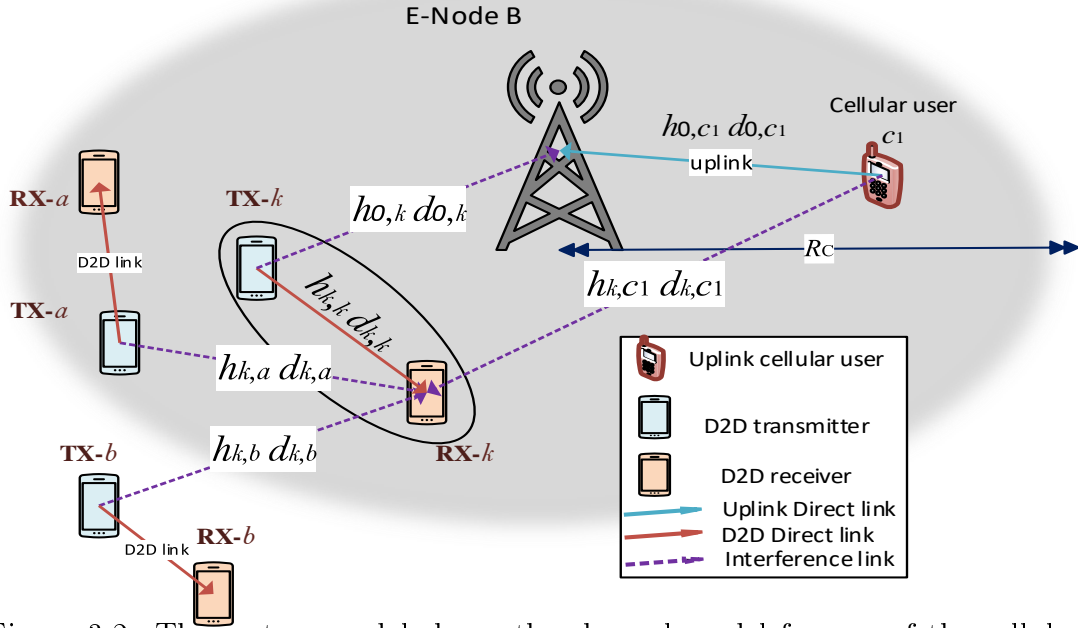 E-Node B
Cellular user
c1
h0,c1 d0,c1
uplink
RX-a
TX-k
h0,k d0,k
D2D link
RC
hk,c1 dk,c1
hk,k dk,k
TX-a
hk,a dk,a
Uplink cellular user
hk,b dk,b
D2D transmitter
TX-b
RX-k
D2D receiver
Uplink Direct link
RX-b
D2D Direct link
D2D link
Interference link